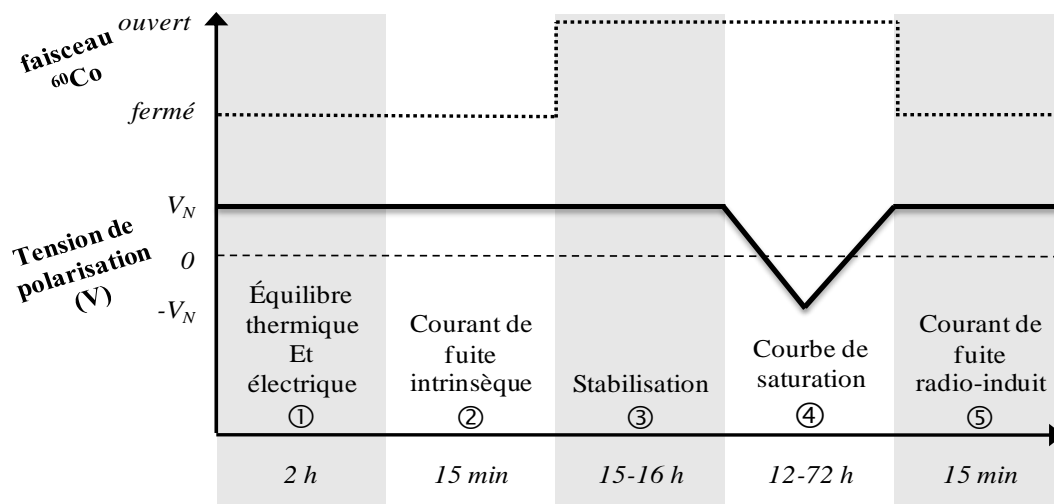 ouvert
faisceau
⁶⁰Co
fermé
V_N
Tension de
polarisation
(V)
0
-V_N
Équilibre
thermique
Et
électrique
①
Courant de
fuite
intrinsèque
②
Stabilisation
③
Courbe de
saturation
④
Courant de
fuite
radio-induit
⑤
2 h
15 min
15-16 h
12-72 h
15 min